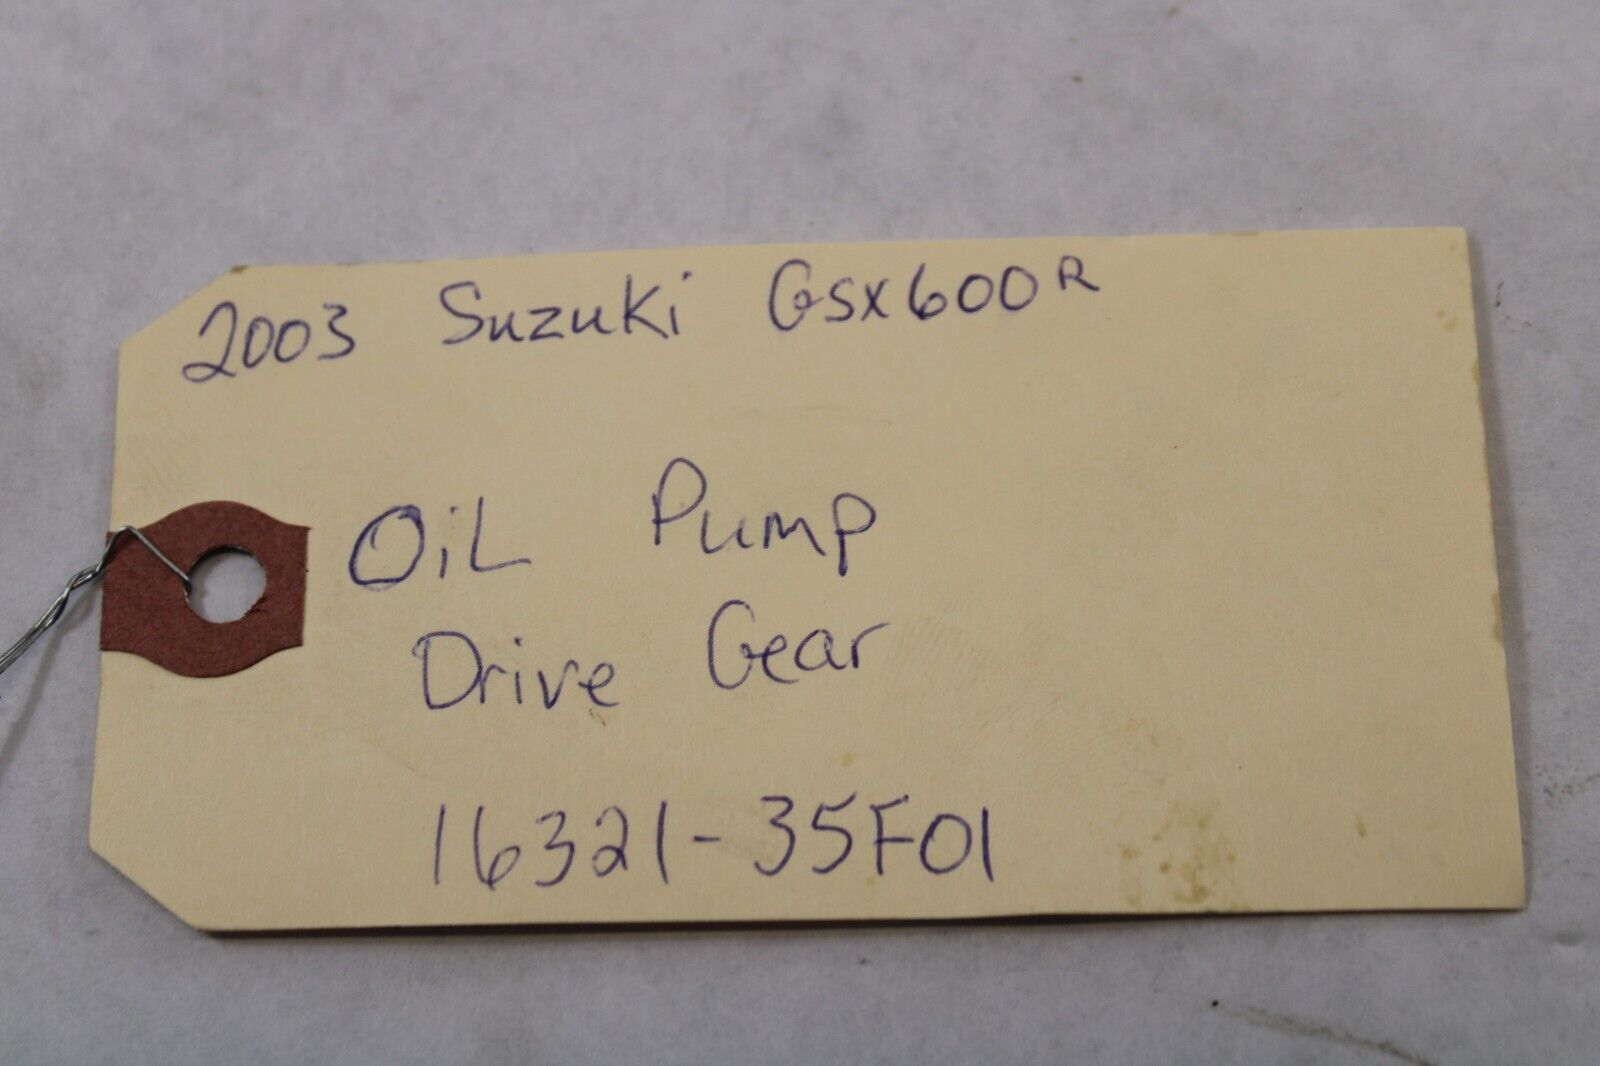 2003 Suzuki GSX600R
OiL Pump
Drive Gear
16321-35F01